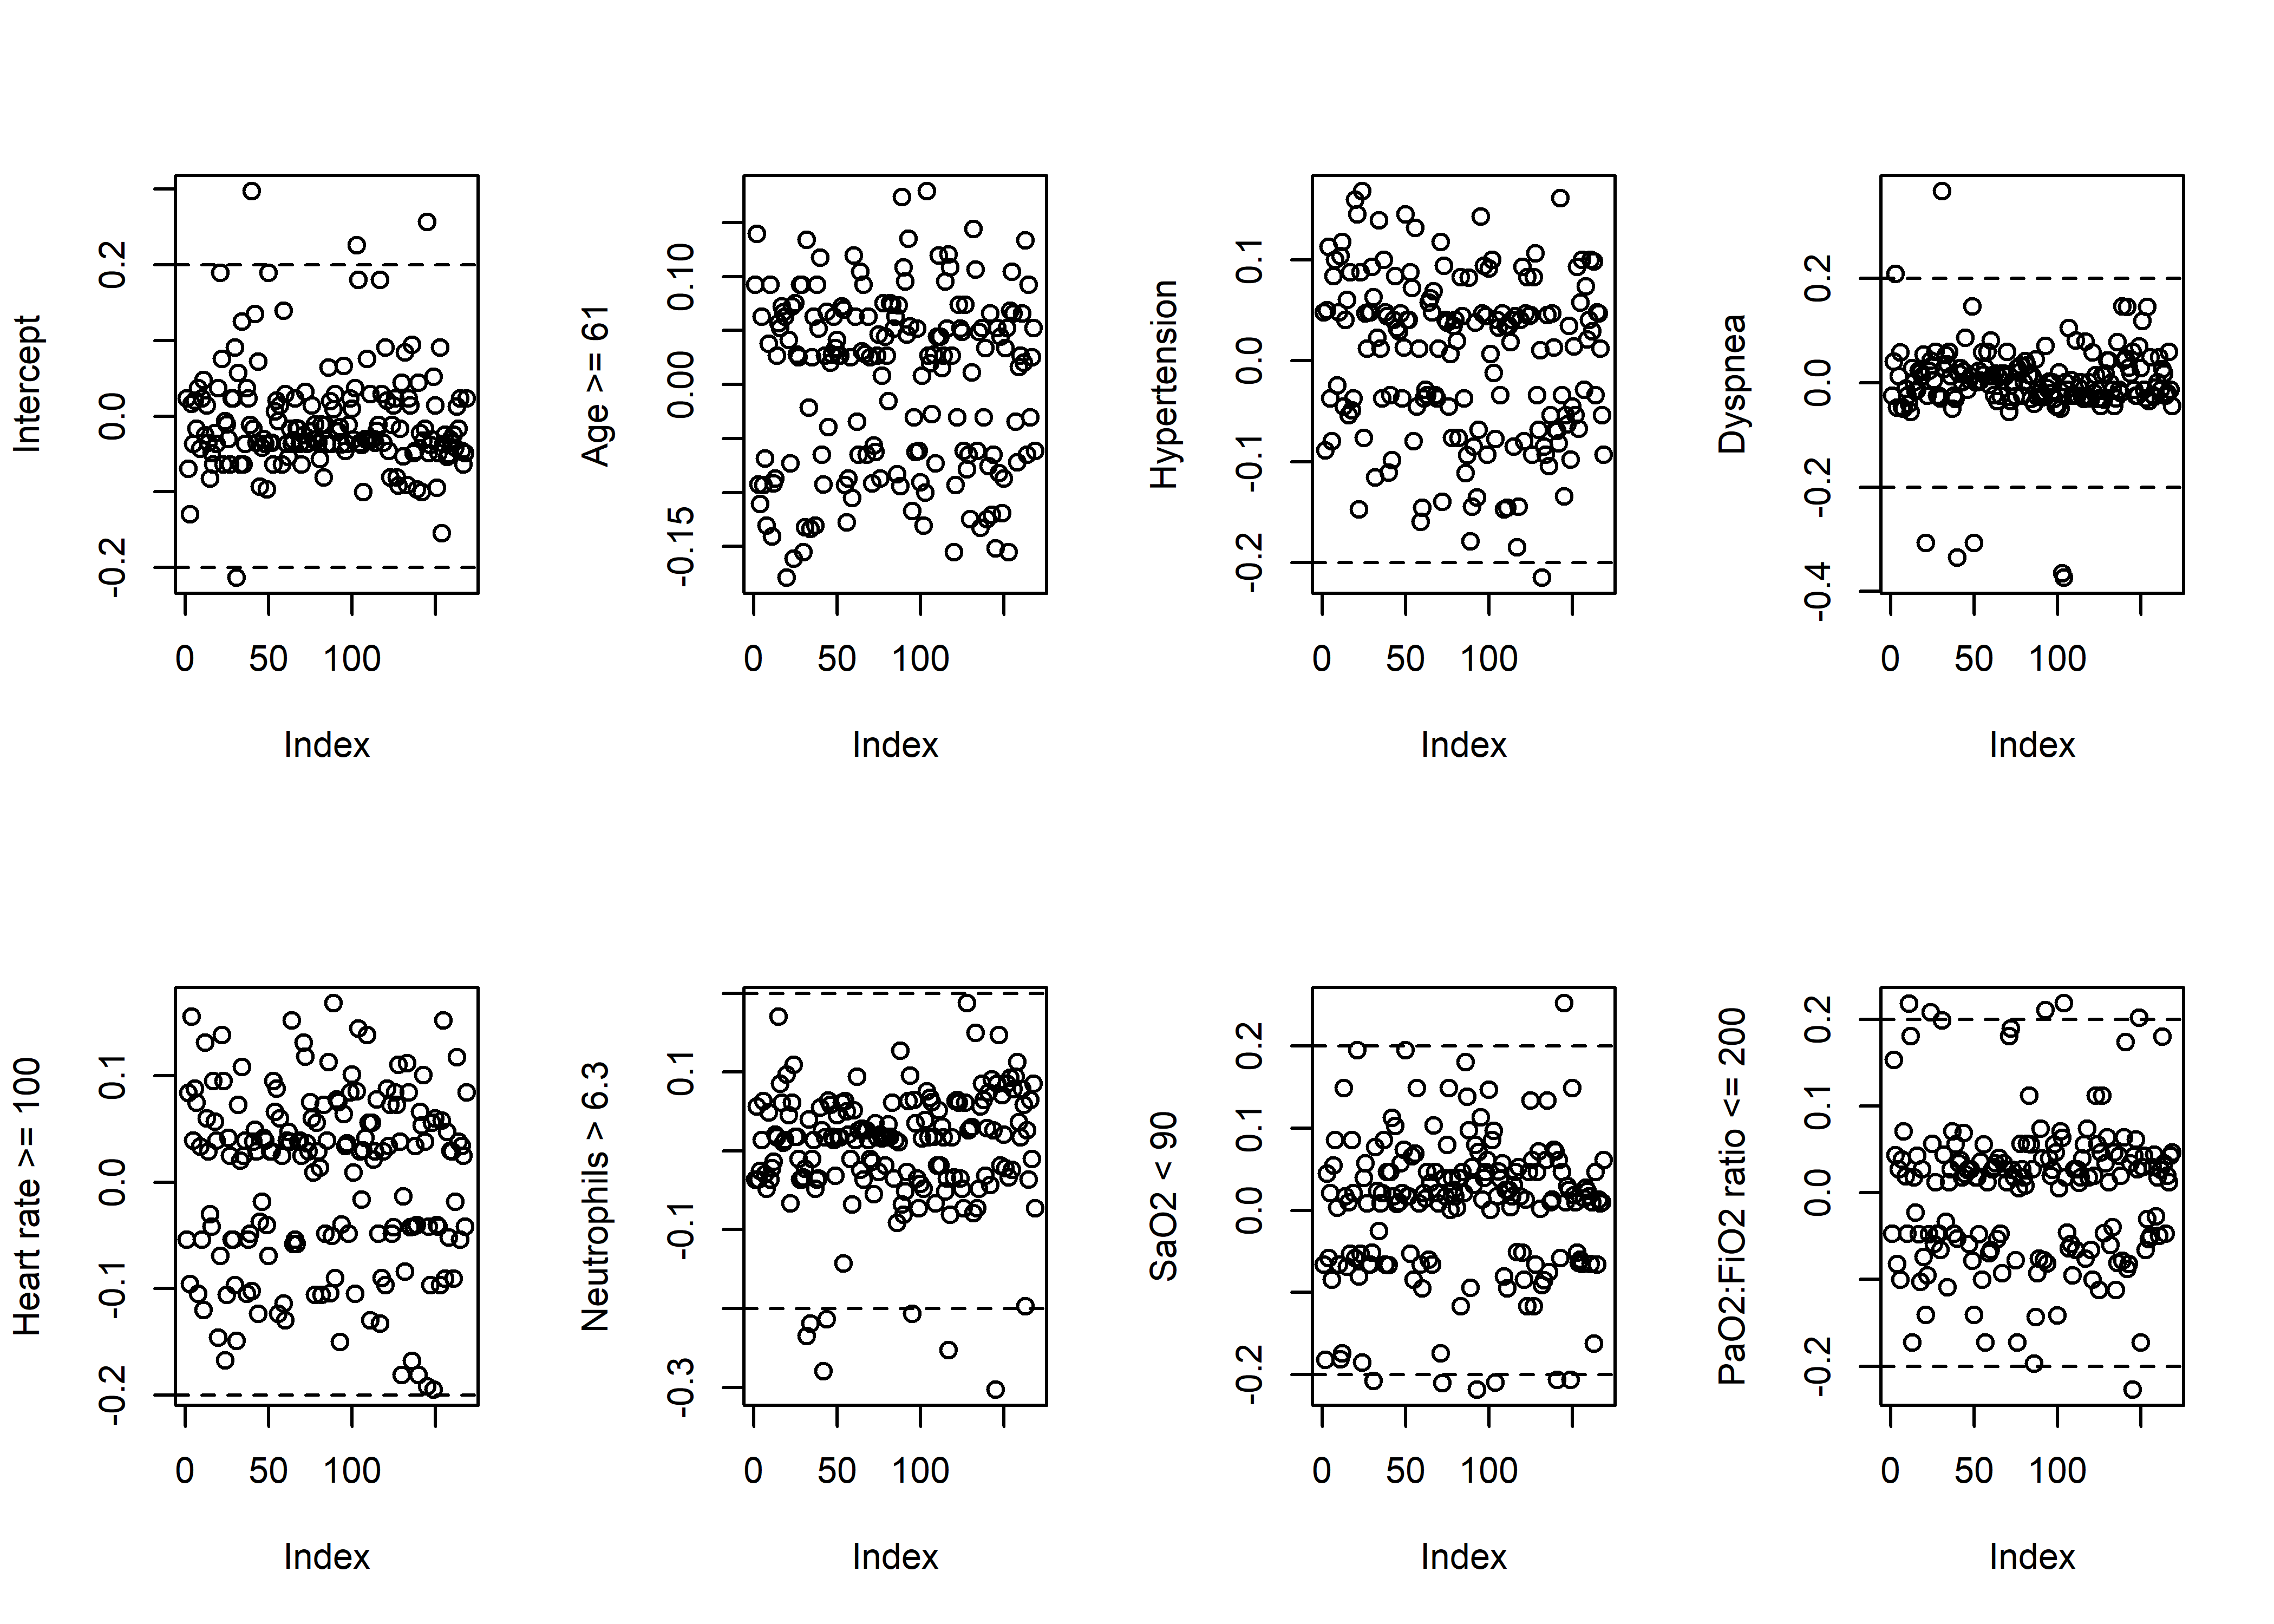 Intercept
0.2
0.0
-0.2
0 50 100
Index
Age >= 61
0.10
0.00
-0.15
0 50 100
Index
Hypertension
0.1
0.0
-0.1
-0.2
0 50 100
Index
Dyspnea
0.2
0.0
-0.2
-0.4
0 50 100
Index
Heart rate >= 100
0.1
0.0
-0.1
-0.2
0 50 100
Index
Neutrophils > 6.3
0.1
-0.1
-0.3
0 50 100
Index
SaO2 < 90
0.2
0.1
0.0
-0.2
0 50 100
Index
PaO2:FiO2 ratio <= 200
0.2
0.1
0.0
-0.2
0 50 100
Index